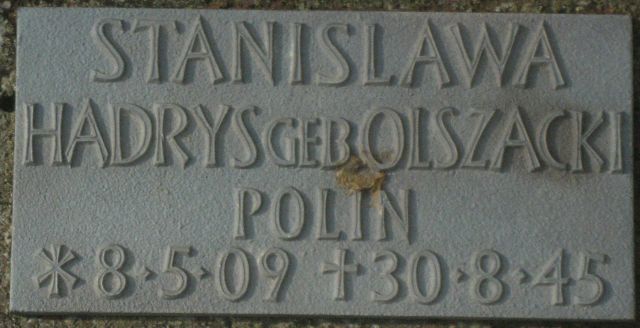 STANISLAWA
HADRYS GEB OLSZACKI
POLIN
* 8·5·09 † 30·8·45